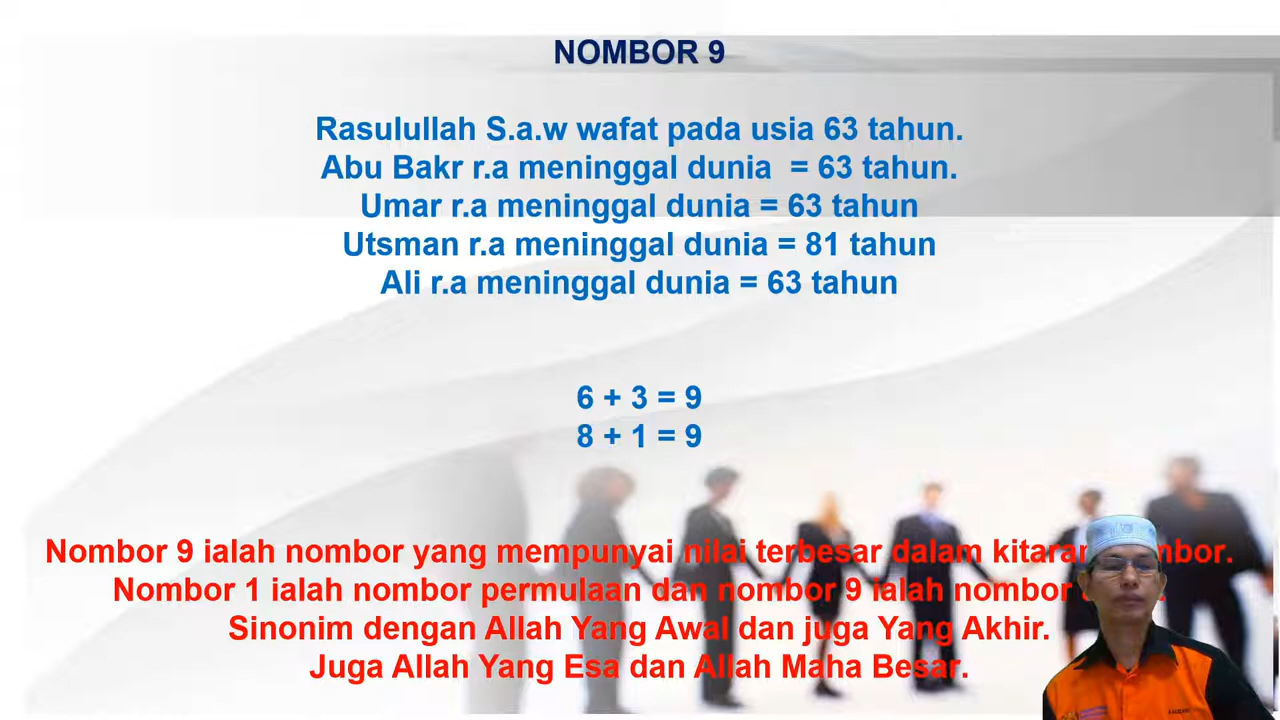 NOMBOR 9
Rasulullah S.a.w wafat pada usia 63 tahun.
Abu Bakr r.a meninggal dunia = 63 tahun.
Umar r.a meninggal dunia = 63 tahun
Utsman r.a meninggal dunia = 81 tahun
Ali r.a meninggal dunia = 63 tahun
6 + 3 = 9
8 + 1 = 9
Nombor 9 ialah nombor yang mempunyai nilai terbesar dalam kitaran nombor.
Nombor 1 ialah nombor permulaan dan nombor 9 ialah nombor
Sinonim dengan Allah Yang Awal dan juga Yang Akhir.
Juga Allah Yang Esa dan Allah Maha Besar.